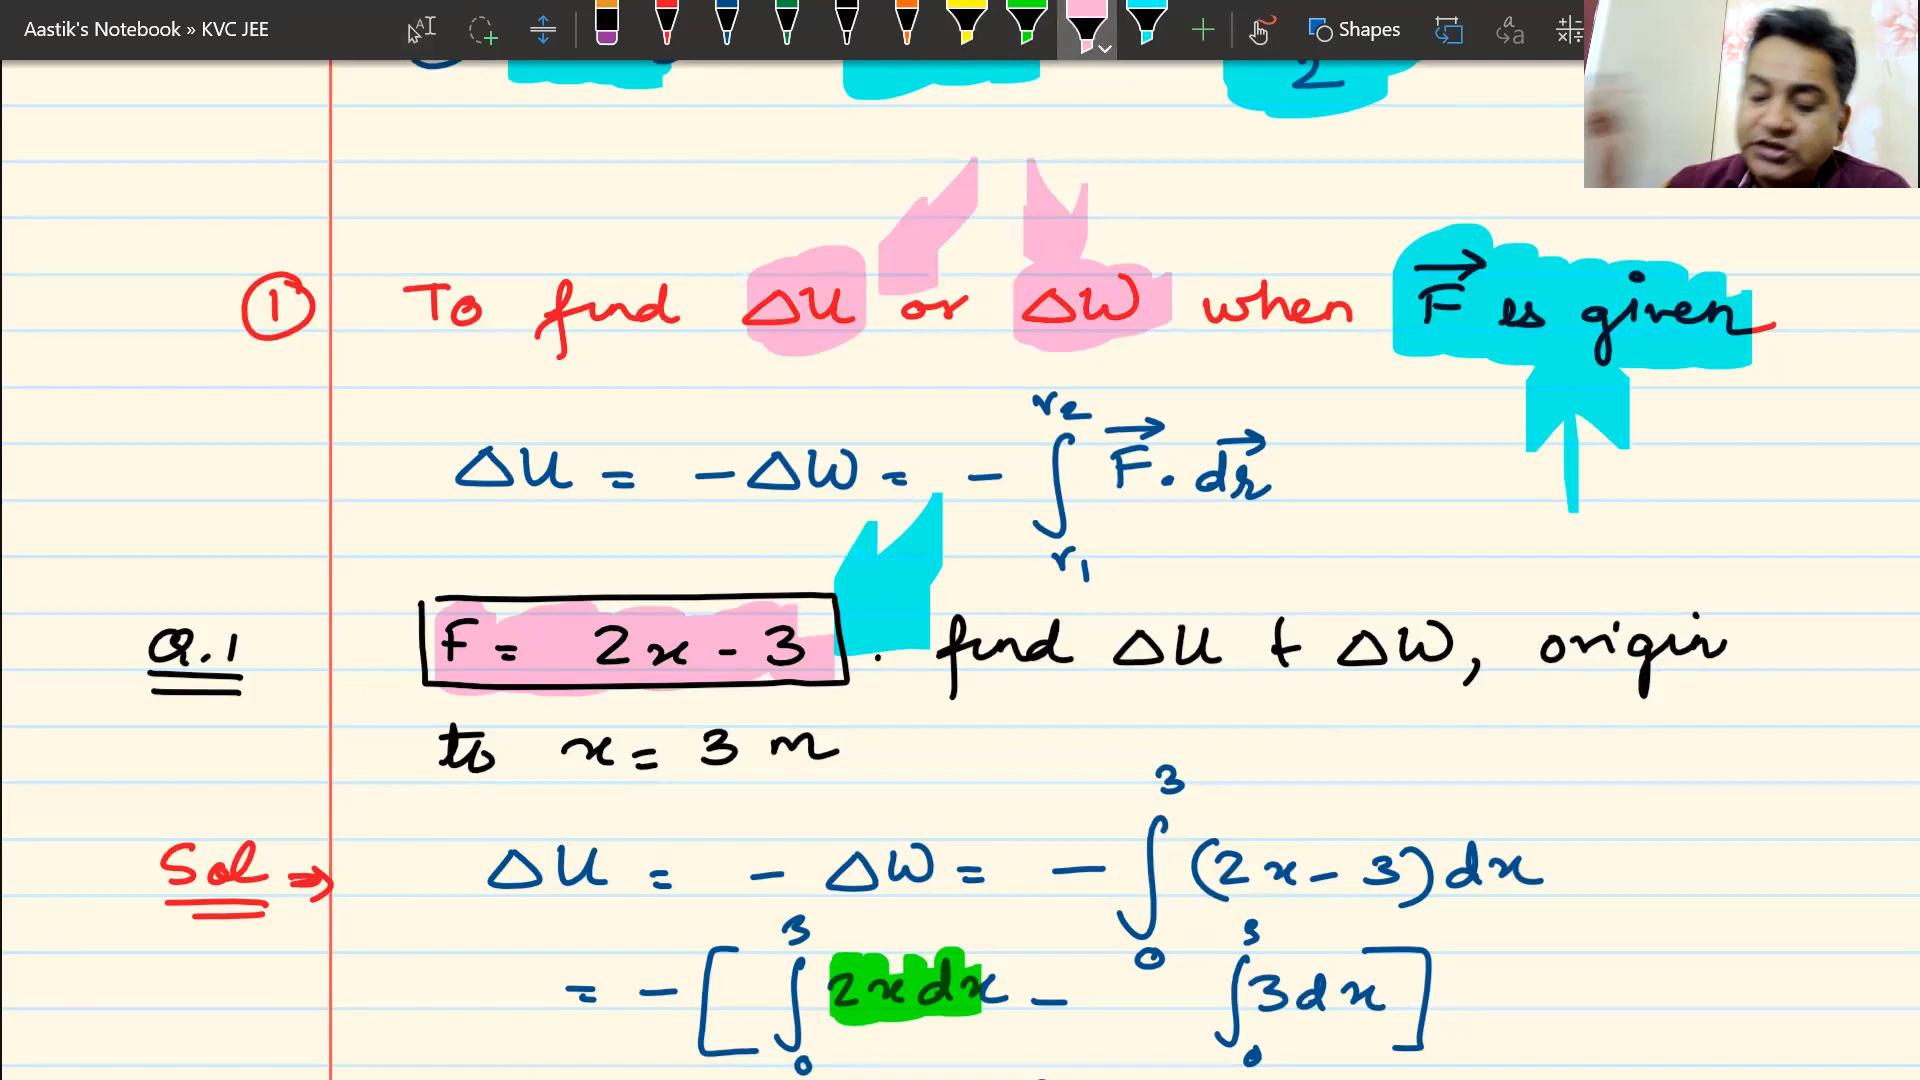 Aastik's Notebook » KVC JEE
Shapes
2
① To find ΔU or ΔW when F⃗ is given
ΔU = -ΔW = - ∫_{r1}^{r2} F⃗ . dr⃗
Q.1 F = 2x - 3 . find ΔU & ΔW, origin
to x = 3 m
Sol ⇒ ΔU = - ΔW = - ∫_{0}^{3} (2x - 3) dx
= - [ ∫_{0}^{3} 2x dx - ∫_{0}^{3} 3 dx ]